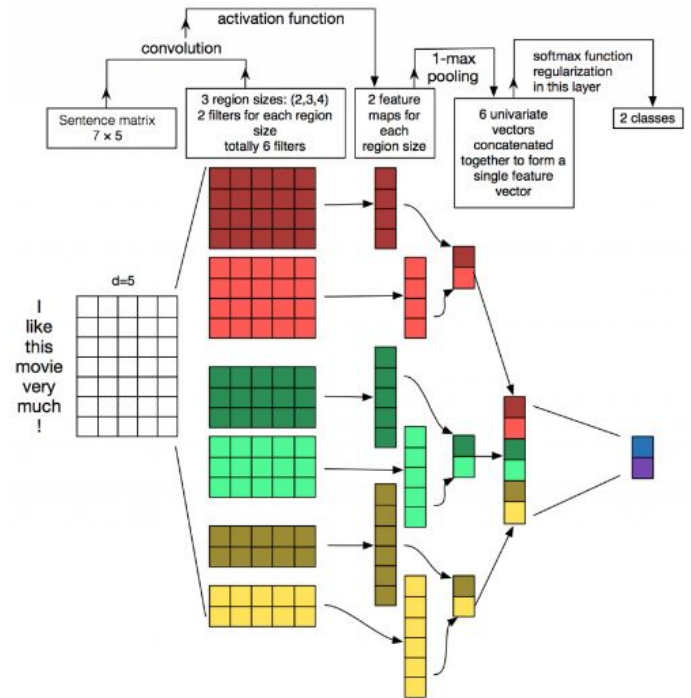 activation function
convolution
1-max
pooling
softmax function
regularization
in this layer
Sentence matrix
7 × 5
3 region sizes: (2,3,4)
2 filters for each region
size
totally 6 filters
2 feature
maps for
each
region size
6 univariate
vectors
concatenated
together to form a
single feature
vector
2 classes
d=5
I
like
this
movie
very
much
!